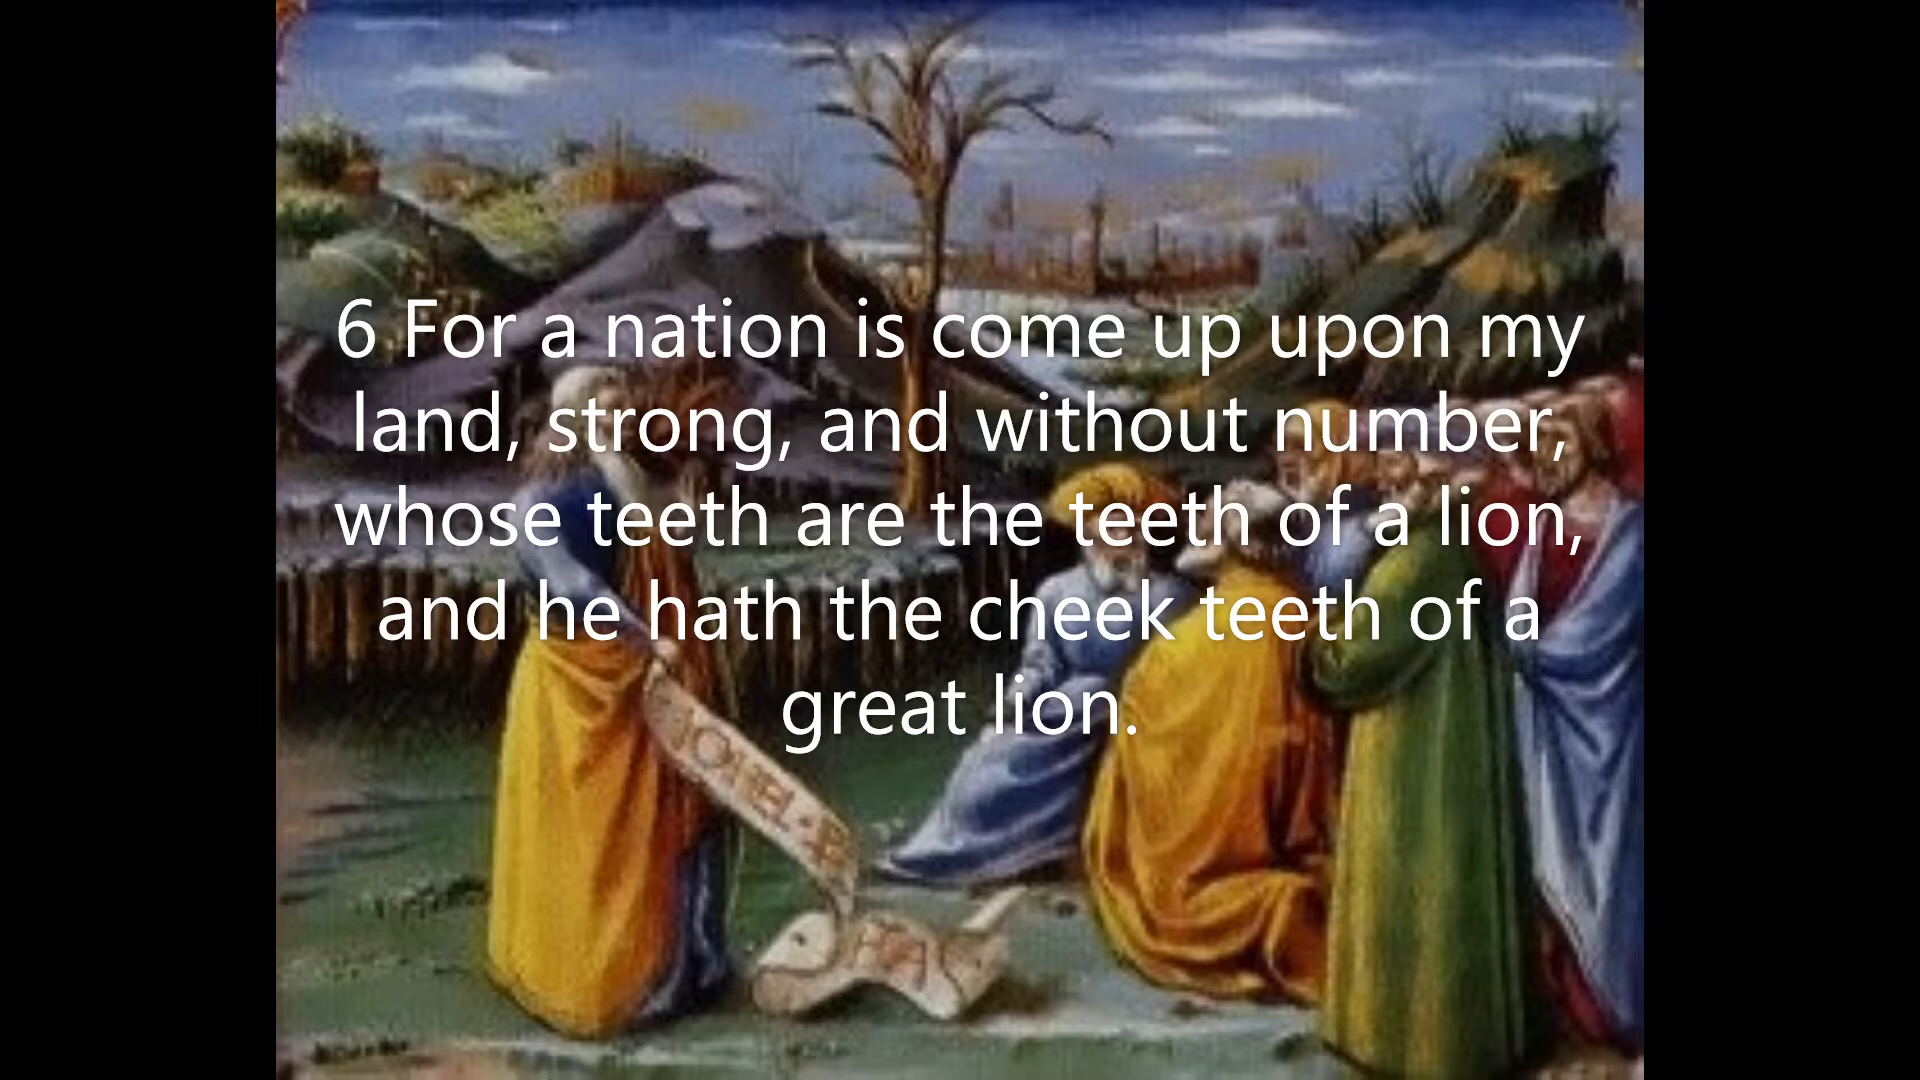 6 For a nation is come up upon my
land, strong, and without number,
whose teeth are the teeth of a lion,
and he hath the cheek teeth of a
great lion.